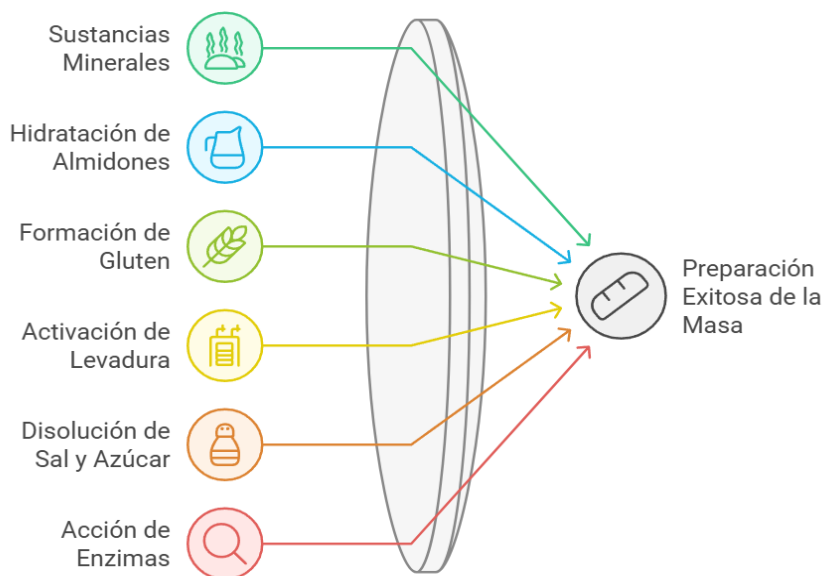 Sustancias
Minerales
Hidratación de
Almidones
Formación de
Gluten
Activación de
Levadura
Disolución de
Sal y Azúcar
Acción de
Enzimas
Preparación
Exitosa de la
Masa